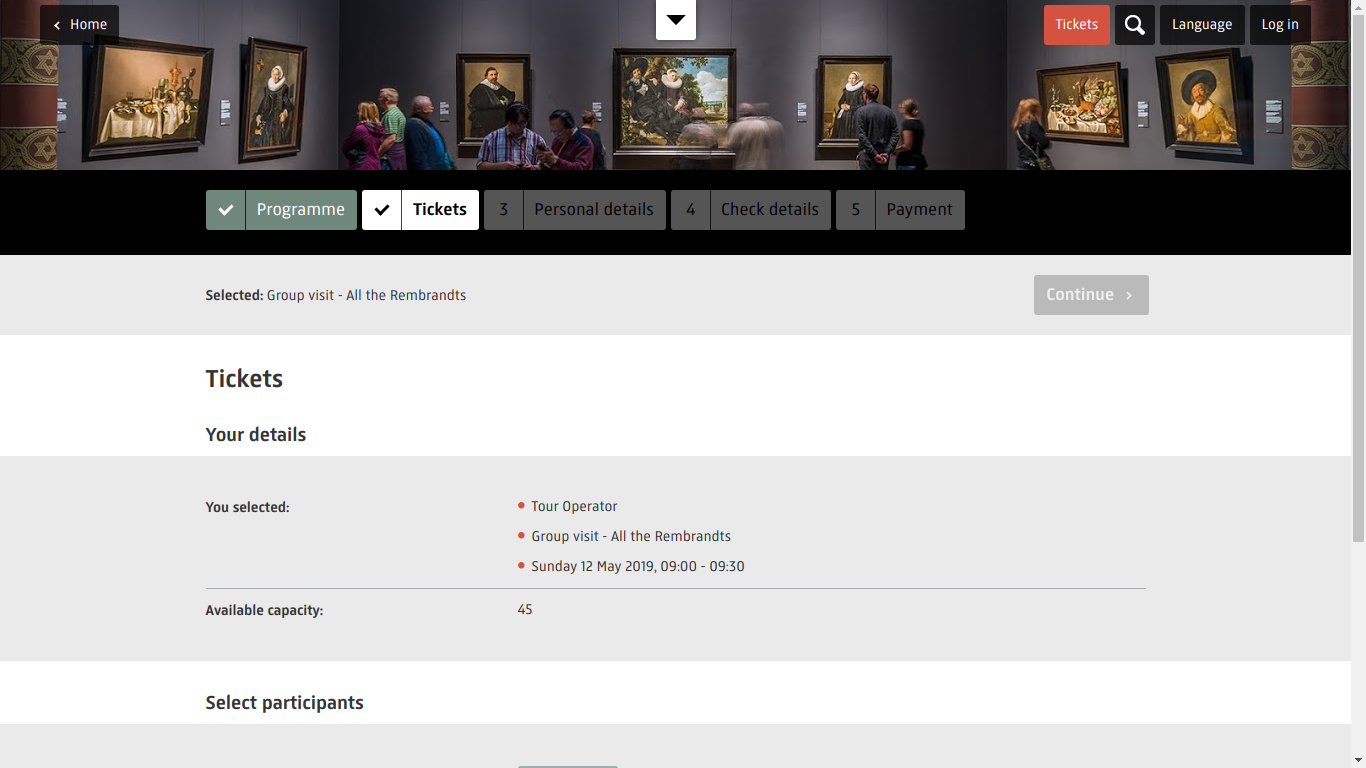 Home
Tickets
Language
Log in
Programme
Tickets
3 Personal details
4 Check details
5 Payment
Selected: Group visit - All the Rembrandts
Continue
Tickets
Your details
You selected:
Tour Operator
Group visit - All the Rembrandts
Sunday 12 May 2019, 09:00 - 09:30
Available capacity:
45
Select participants